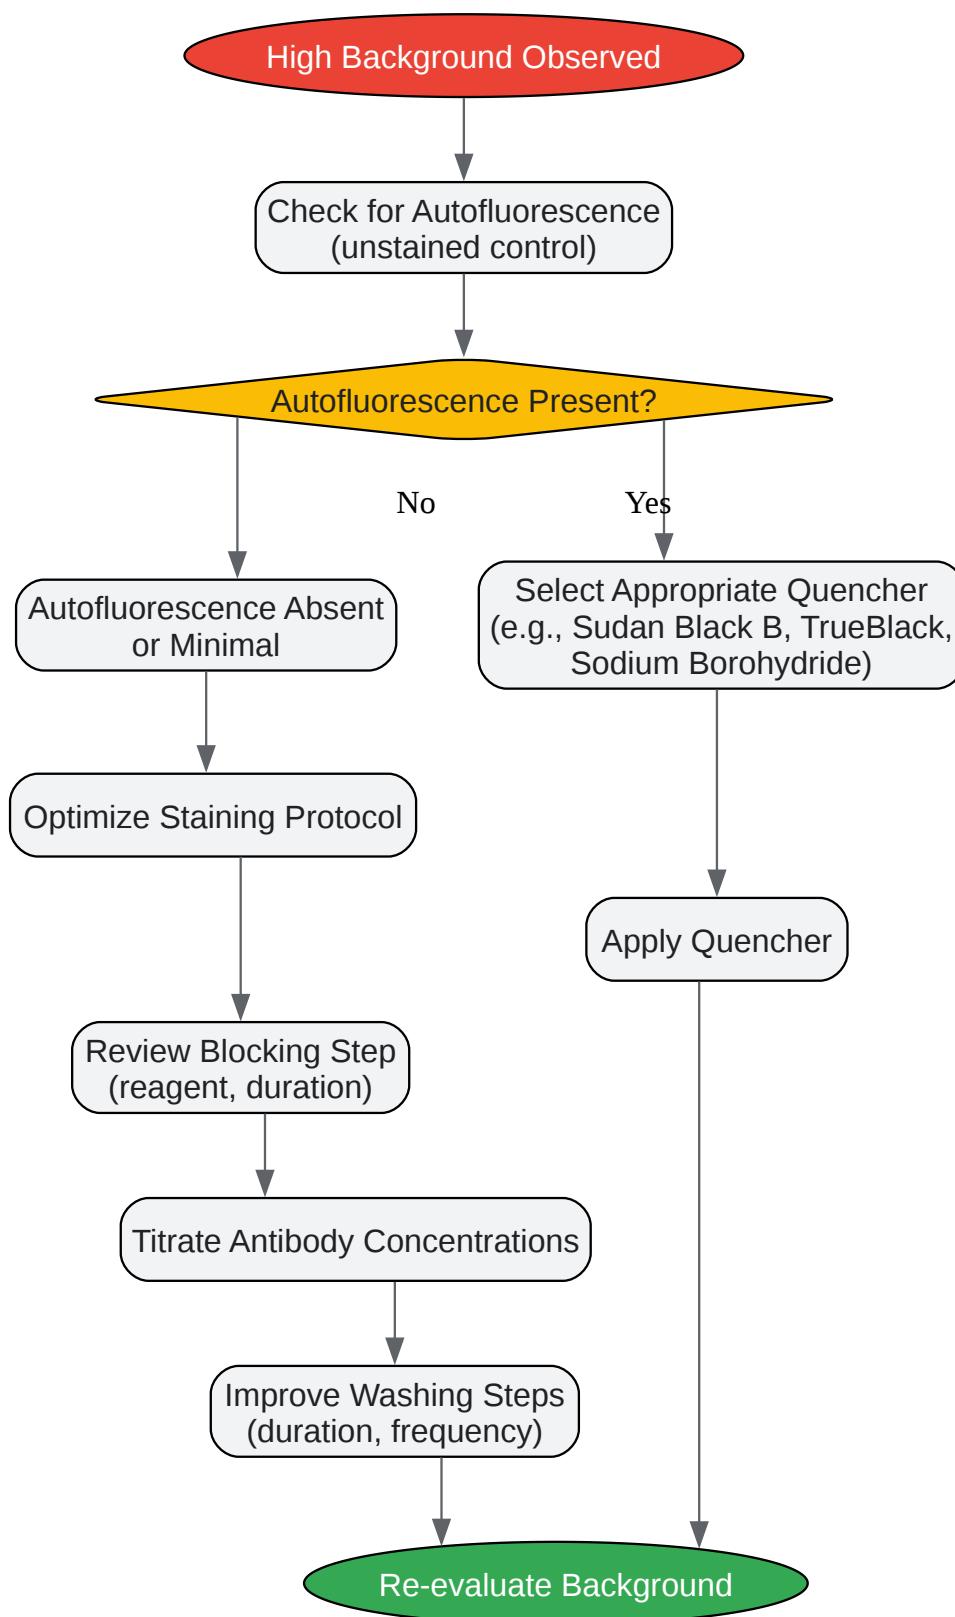 High Background Observed
Check for Autofluorescence
(unstained control)
Autofluorescence Present?
No
Yes
Autofluorescence Absent
or Minimal
Select Appropriate Quencher
(e.g., Sudan Black B, TrueBlack,
Sodium Borohydride)
Optimize Staining Protocol
Apply Quencher
Review Blocking Step
(reagent, duration)
Titrate Antibody Concentrations
Improve Washing Steps
(duration, frequency)
Re-evaluate Background